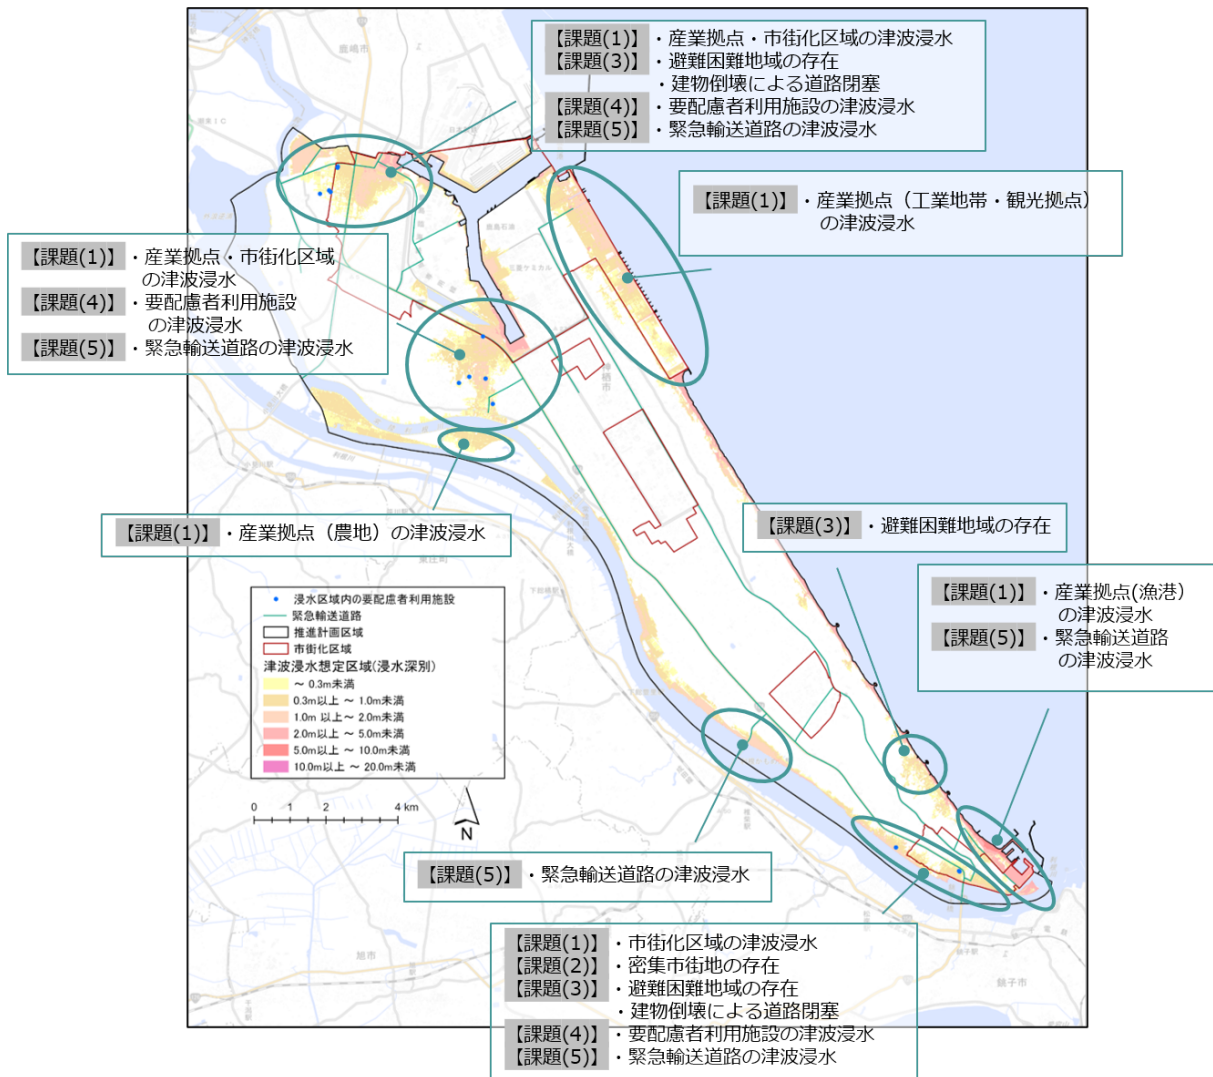 【課題(1)】・産業拠点・市街化区域の津波浸水
【課題(3)】・避難困難地域の存在
・建物倒壊による道路閉塞
【課題(4)】・要配慮者利用施設の津波浸水
【課題(5)】・緊急輸送道路の津波浸水
【課題(1)】・産業拠点（工業地帯・観光拠点）
の津波浸水
【課題(1)】・産業拠点・市街化区域
の津波浸水
【課題(4)】・要配慮者利用施設
の津波浸水
【課題(5)】・緊急輸送道路の津波浸水
【課題(1)】・産業拠点（農地）の津波浸水
【課題(3)】・避難困難地域の存在
【課題(1)】・産業拠点(漁港）
の津波浸水
【課題(5)】・緊急輸送道路
の津波浸水
浸水区域内の要配慮者利用施設
緊急輸送道路
推進計画区域
市街化区域
津波浸水想定区域(浸水深別)
～ 0.3m未満
0.3m以上 ～ 1.0m未満
1.0m 以上～ 2.0m未満
2.0m以上 ～ 5.0m未満
5.0m以上 ～ 10.0m未満
10.0m以上 ～ 20.0m未満
0 1 2 4 km
N
【課題(5)】・緊急輸送道路の津波浸水
【課題(1)】・市街化区域の津波浸水
【課題(2)】・密集市街地の存在
【課題(3)】・避難困難地域の存在
・建物倒壊による道路閉塞
【課題(4)】・要配慮者利用施設の津波浸水
【課題(5)】・緊急輸送道路の津波浸水
鹿嶋市
神栖市
東庄町
旭市
銚子市